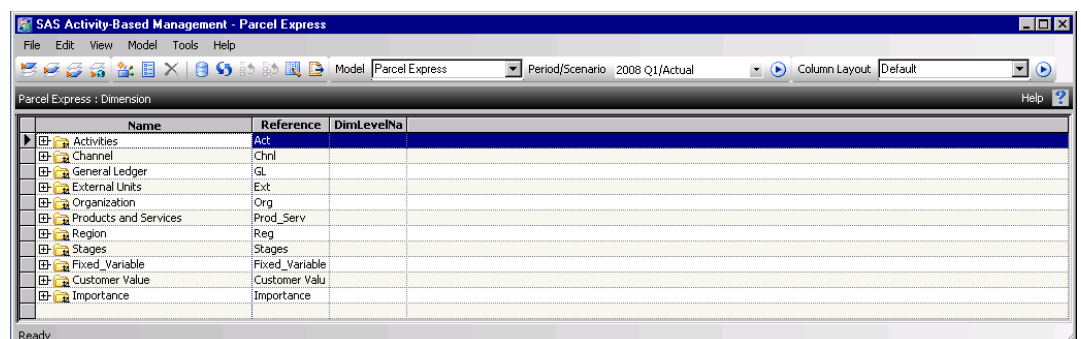 SAS Activity-Based Management - Parcel Express
File Edit View Model Tools Help
Model Parcel Express Period/Scenario 2008 Q1/Actual Column Layout Default
Parcel Express : Dimension Help ?
Name Reference DimLevelNa
Activities Act
Channel Chnl
General Ledger GL
External Units Ext
Organization Org
Products and Services Prod_Serv
Region Reg
Stages Stages
Fixed_Variable Fixed_Variable
Customer Value Customer Valu
Importance Importance
Ready